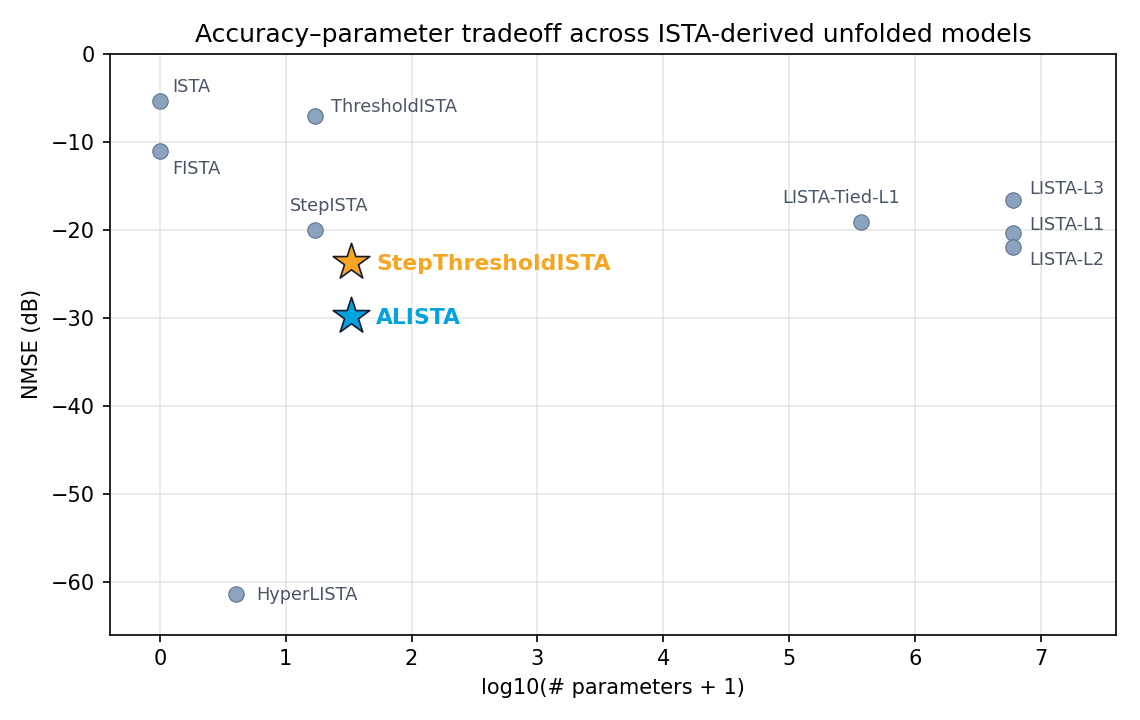 Accuracy–parameter tradeoff across ISTA-derived unfolded models
NMSE (dB)
0
−10
−20
−30
−40
−50
−60
ISTA
ThresholdISTA
FISTA
LISTA-L3
LISTA-Tied-L1
StepISTA
LISTA-L1
StepThresholdISTA
LISTA-L2
ALISTA
HyperLISTA
0 1 2 3 4 5 6 7
log10(# parameters + 1)